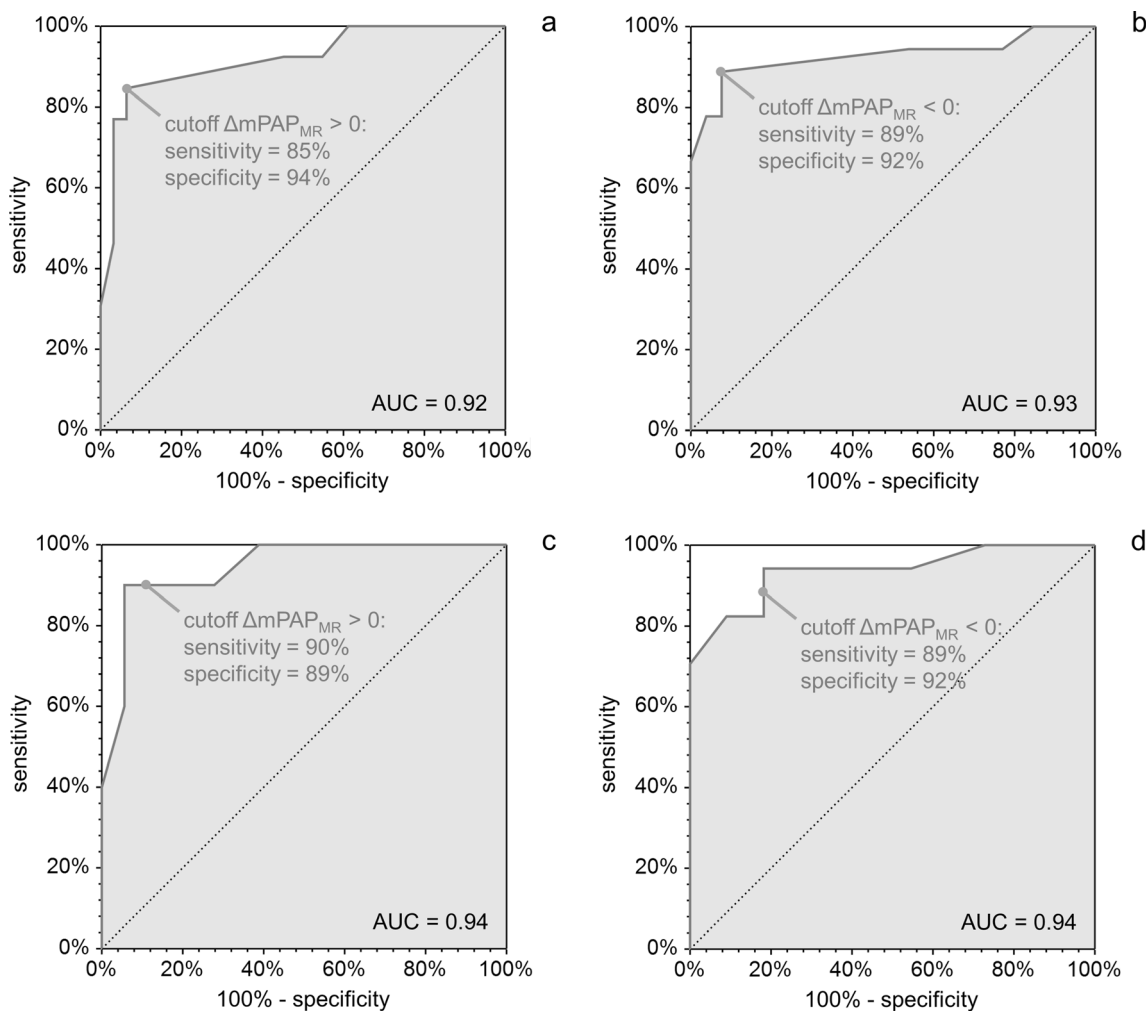 a
100%
80%
60%
40%
20%
0%
sensitivity
cutoff ΔmPAP_MR > 0:
sensitivity = 85%
specificity = 94%
AUC = 0.92
0% 20% 40% 60% 80% 100%
100% - specificity
b
100%
80%
60%
40%
20%
0%
sensitivity
cutoff ΔmPAP_MR < 0:
sensitivity = 89%
specificity = 92%
AUC = 0.93
0% 20% 40% 60% 80% 100%
100% - specificity
c
100%
80%
60%
40%
20%
0%
sensitivity
cutoff ΔmPAP_MR > 0:
sensitivity = 90%
specificity = 89%
AUC = 0.94
0% 20% 40% 60% 80% 100%
100% - specificity
d
100%
80%
60%
40%
20%
0%
sensitivity
cutoff ΔmPAP_MR < 0:
sensitivity = 89%
specificity = 92%
AUC = 0.94
0% 20% 40% 60% 80% 100%
100% - specificity